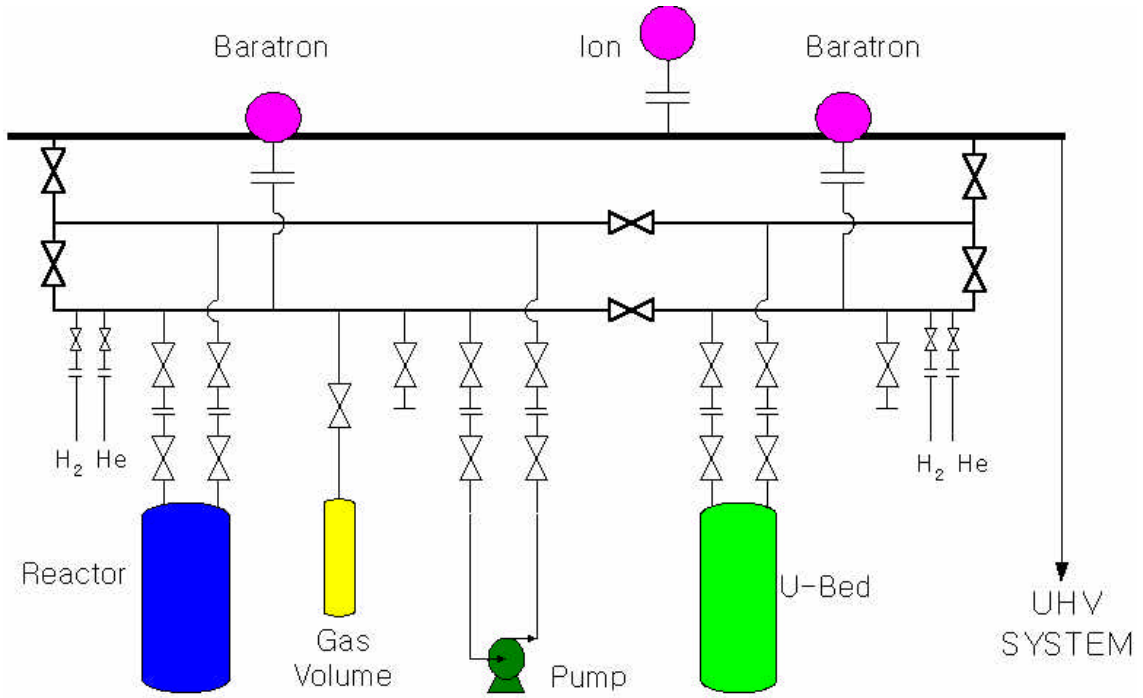 Baratron
Ion
Baratron
H2 He
H2 He
Reactor
U-Bed
Gas
Volume
Pump
UHV
SYSTEM